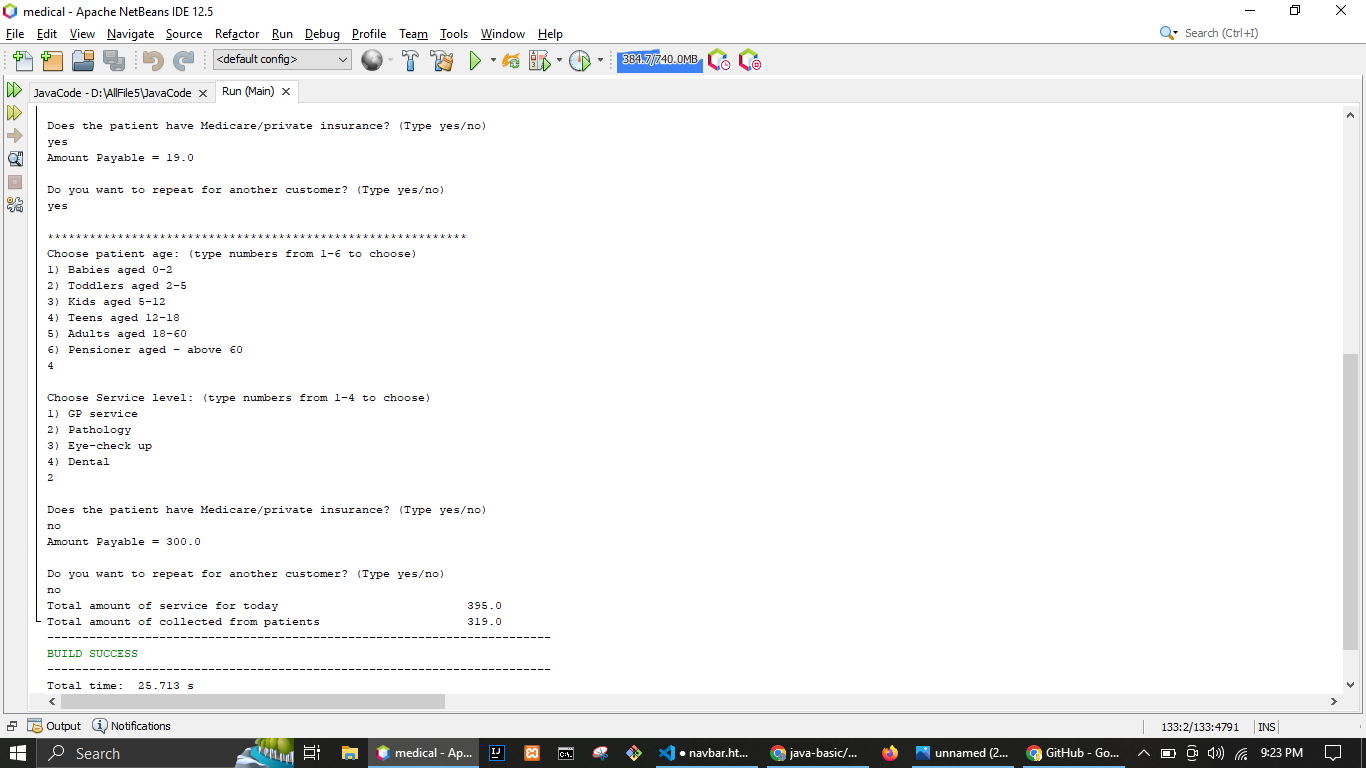 medical - Apache NetBeans IDE 12.5
File Edit View Navigate Source Refactor Run Debug Profile Team Tools Window Help
Search (Ctrl+I)
<default config>
384.7/740.0MB
JavaCode - D:\AllFile5\JavaCode
Run (Main)
Does the patient have Medicare/private insurance? (Type yes/no)
yes
Amount Payable = 19.0
Do you want to repeat for another customer? (Type yes/no)
yes
************************************************************
Choose patient age: (type numbers from 1-6 to choose)
1) Babies aged 0-2
2) Toddlers aged 2-5
3) Kids aged 5-12
4) Teens aged 12-18
5) Adults aged 18-60
6) Pensioner aged - above 60
4
Choose Service level: (type numbers from 1-4 to choose)
1) GP service
2) Pathology
3) Eye-check up
4) Dental
2
Does the patient have Medicare/private insurance? (Type yes/no)
no
Amount Payable = 300.0
Do you want to repeat for another customer? (Type yes/no)
no
Total amount of service for today 395.0
Total amount of collected from patients 319.0
------------------------------------------------------------------------
BUILD SUCCESS
------------------------------------------------------------------------
Total time: 25.713 s
Output Notifications
133:2/133:4791 INS
Search
medical - Ap...
navbar.ht...
java-basic/...
unnamed (2...
GitHub - Go...
9:23 PM